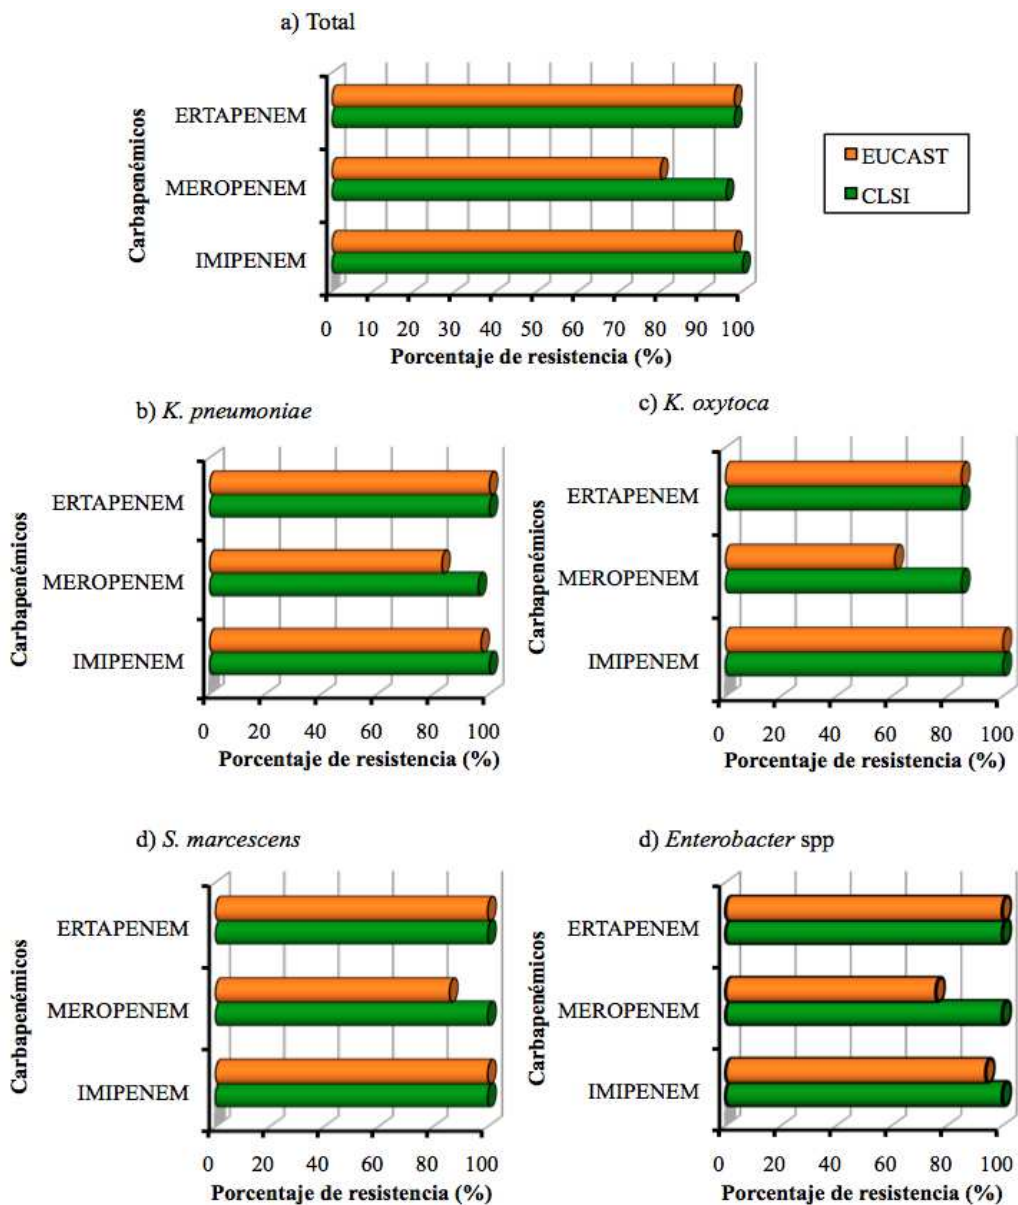 a) Total
Carbapenémicos
ERTAPENEM
MEROPENEM
IMIPENEM
0 10 20 30 40 50 60 70 80 90 100
Porcentaje de resistencia (%)
EUCAST
CLSI
b) K. pneumoniae
Carbapenémicos
ERTAPENEM
MEROPENEM
IMIPENEM
0 20 40 60 80 100
Porcentaje de resistencia (%)
c) K. oxytoca
Carbapenémicos
ERTAPENEM
MEROPENEM
IMIPENEM
0 20 40 60 80 100
Porcentaje de resistencia (%)
d) S. marcescens
Carbapenémicos
ERTAPENEM
MEROPENEM
IMIPENEM
0 20 40 60 80 100
Porcentaje de resistencia (%)
d) Enterobacter spp
Carbapenémicos
ERTAPENEM
MEROPENEM
IMIPENEM
0 20 40 60 80 100
Porcentaje de resistencia (%)